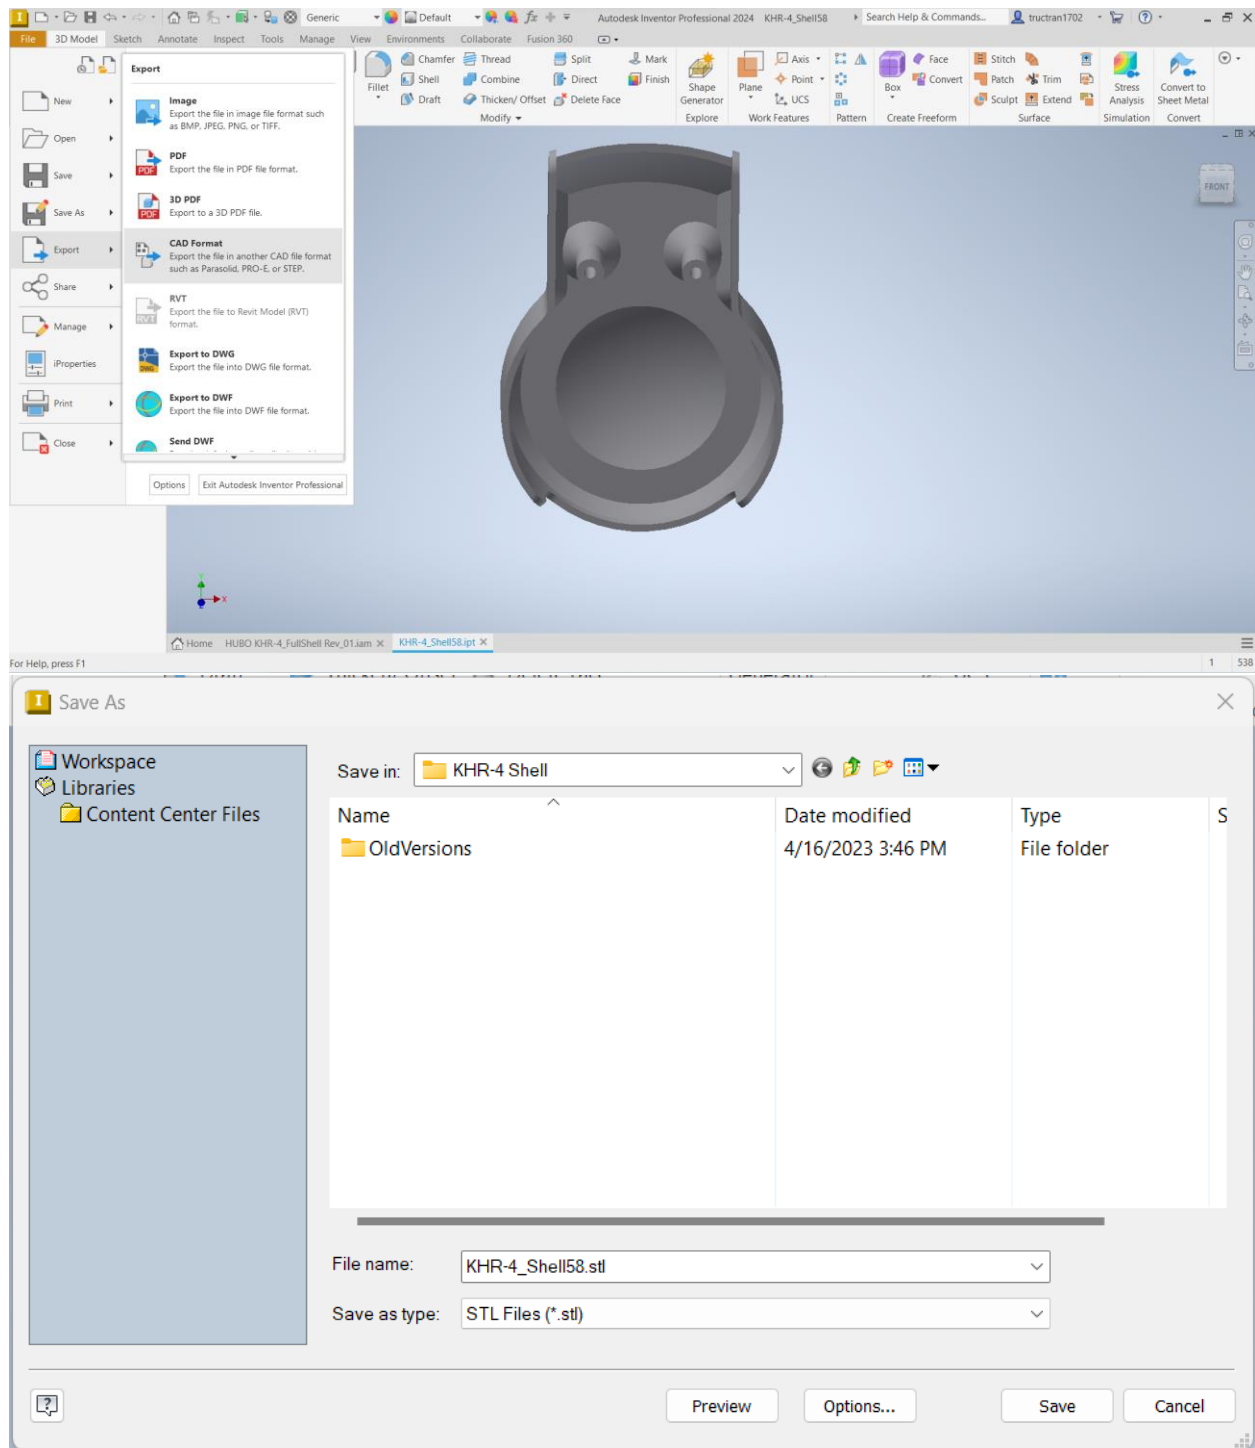 Generic Default fx Autodesk Inventor Professional 2024 KHR-4_Shell58 Search Help & Commands... tructran1702
File 3D Model Sketch Annotate Inspect Tools Manage View Environments Collaborate Fusion 360
Export
New
Open
Save
Save As
Export
Share
Manage
iProperties
Print
Close
Image
Export the file in image file format such
as BMP, JPEG, PNG, or TIFF.
PDF
PDF
Export the file in PDF file format.
3D PDF
PDF
Export to a 3D PDF file.
CAD Format
Export the file in another CAD file format
such as Parasolid, PRO-E, or STEP.
RVT
RVT
Export the file to Revit Model (RVT)
format.
Export to DWG
DWG
Export the file into DWG file format.
Export to DWF
Export the file into DWF file format.
Send DWF
Options Exit Autodesk Inventor Professional
Fillet
Chamfer Thread Split Mark
Shell Combine Direct Finish
Draft Thicken/ Offset Delete Face
Modify
Shape
Generator
Explore
Plane
Axis
Point
UCS
Work Features
Pattern
Box
Face
Convert
Create Freeform
Stitch
Patch Trim
Sculpt Extend
Surface
Stress
Analysis
Simulation
Convert to
Sheet Metal
Convert
FRONT
Y
X
Home HUBO KHR-4_FullShell Rev_01.iam KHR-4_Shell58.ipt
For Help, press F1 1 538
Save As
Workspace
Libraries
Content Center Files
Save in: KHR-4 Shell
Name Date modified Type S
OldVersions 4/16/2023 3:46 PM File folder
File name: KHR-4_Shell58.stl
Save as type: STL Files (*.stl)
Preview Options... Save Cancel